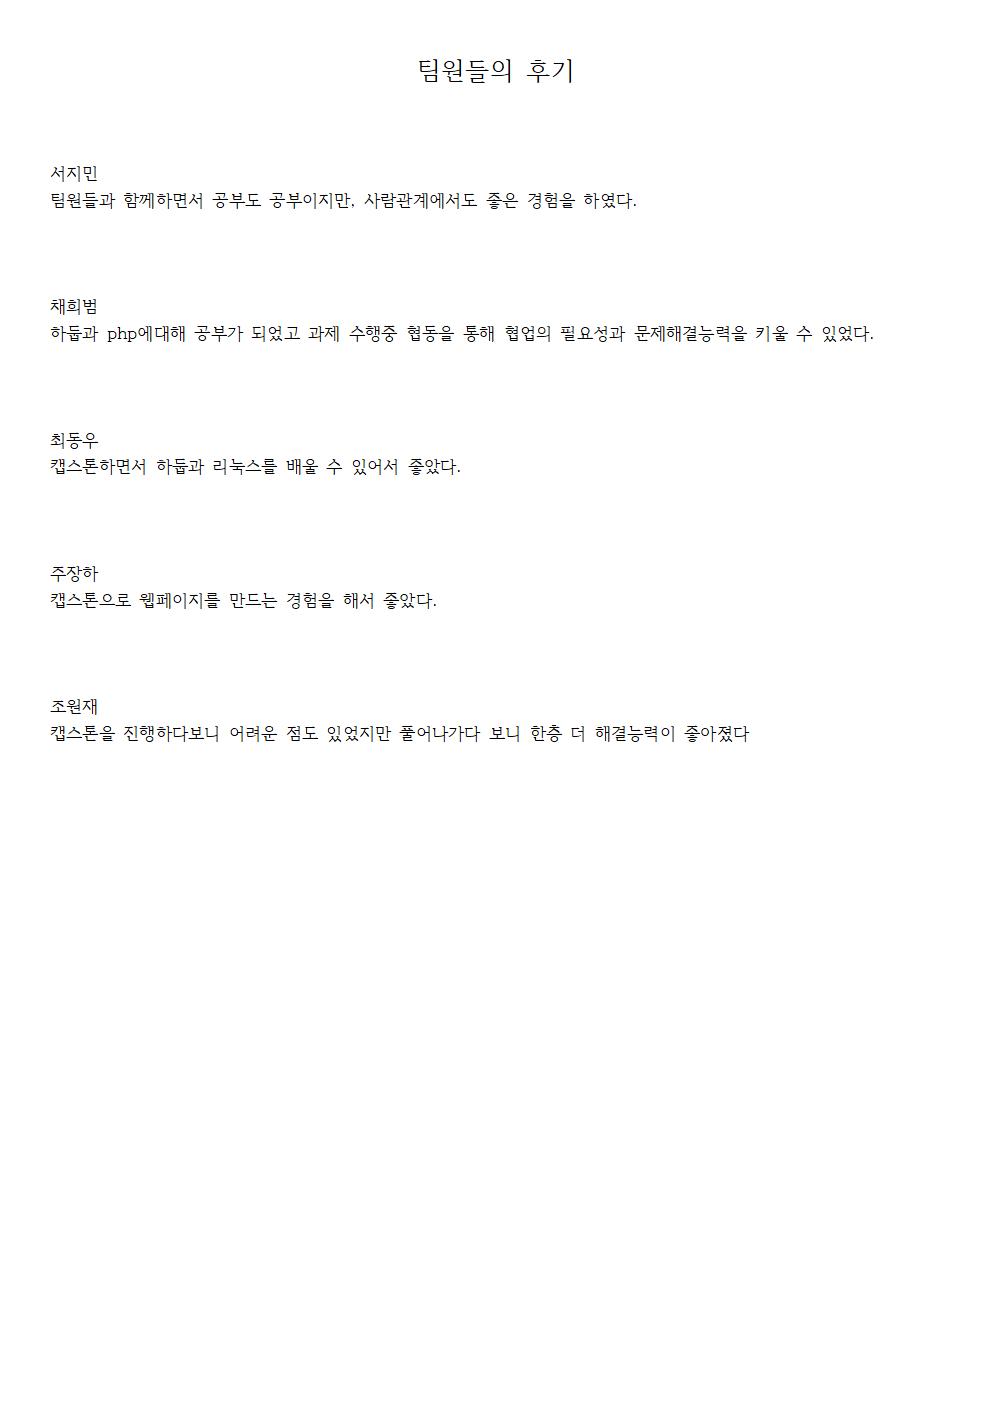 팀원들의 후기
서지민
팀원들과 함께하면서 공부도 공부이지만, 사람관계에서도 좋은 경험을 하였다.
채희범
하둡과 php에대해 공부가 되었고 과제 수행중 협동을 통해 협업의 필요성과 문제해결능력을 키울 수 있었다.
최동우
캡스톤하면서 하둡과 리눅스를 배울 수 있어서 좋았다.
주장하
캡스톤으로 웹페이지를 만드는 경험을 해서 좋았다.
조원재
캡스톤을 진행하다보니 어려운 점도 있었지만 풀어나가다 보니 한층 더 해결능력이 좋아졌다